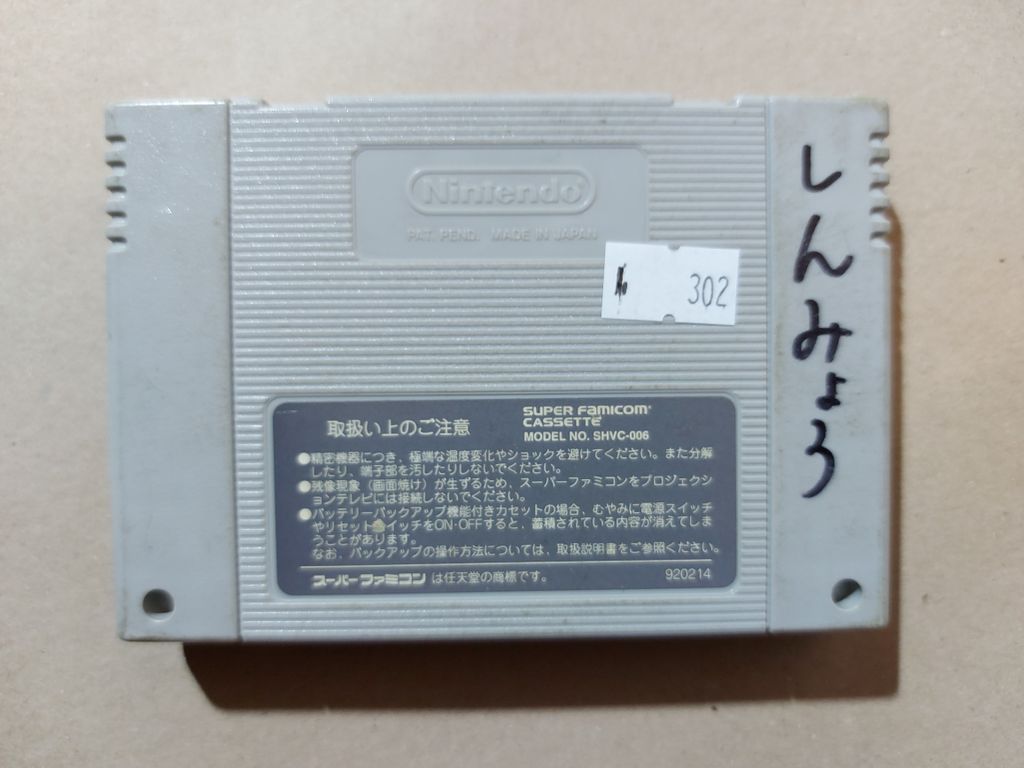 Nintendo
PAT. PEND. MADE IN JAPAN
302
しんみょう
取扱い上のご注意
SUPER FAMICOM
CASSETTE
MODEL NO. SHVC-006
●精密機器につき、極端な温度変化やショックを避けてください。また分解
したり、端子部を汚したりしないでください。
●残像現象（画面焼け）が生ずるため、スーパーファミコンをプロジェクシ
ョンテレビには接続しないでください。
●バッテリーバックアップ機能付きカセットの場合、むやみに電源スイッチ
やリセットスイッチをON・OFFすると、蓄積されている内容が消えてしま
うことがあります。
なお、バックアップの操作方法については、取扱説明書をご参照ください。
スーパーファミコン は任天堂の商標です。
920214